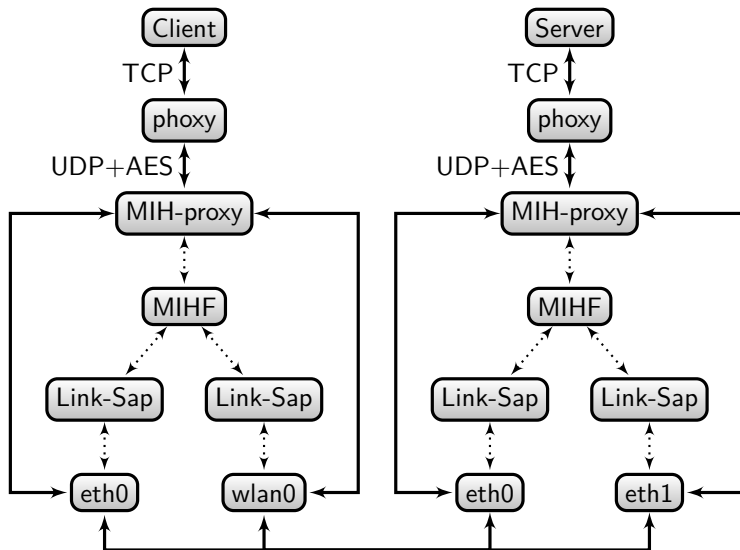 Client
Server
TCP
TCP
phoxy
phoxy
UDP+AES
UDP+AES
MIH-proxy
MIH-proxy
MIHF
MIHF
Link-Sap
Link-Sap
Link-Sap
Link-Sap
eth0
wlan0
eth0
eth1